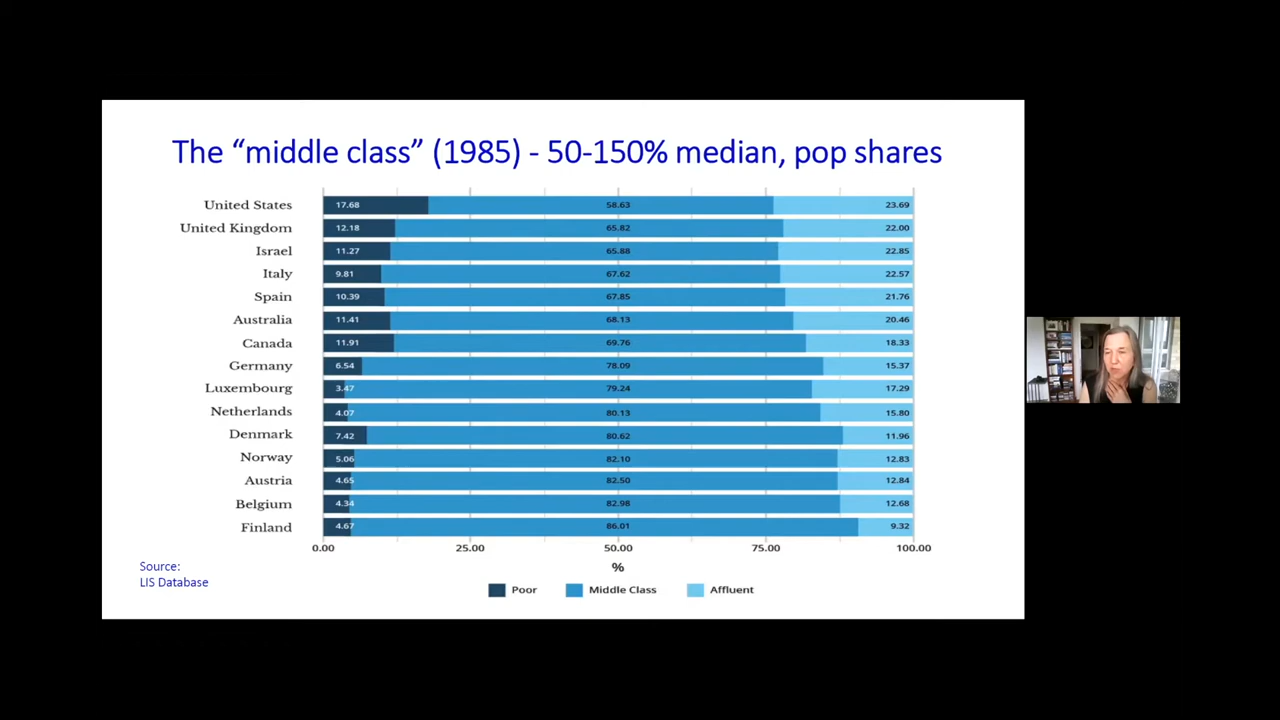 The “middle class” (1985) - 50-150% median, pop shares
United States 17.68 58.63 23.69
United Kingdom 12.18 65.82 22.00
Israel 11.27 65.88 22.85
Italy 9.81 67.62 22.57
Spain 10.39 67.85 21.76
Australia 11.41 68.13 20.46
Canada 11.91 69.76 18.33
Germany 6.54 78.09 15.37
Luxembourg 3.47 79.24 17.29
Netherlands 4.07 80.13 15.80
Denmark 7.42 80.62 11.96
Norway 5.06 82.10 12.83
Austria 4.65 82.50 12.84
Belgium 4.34 82.98 12.68
Finland 4.67 86.01 9.32
0.00 25.00 50.00 75.00 100.00
%
Source:
LIS Database
Poor Middle Class Affluent